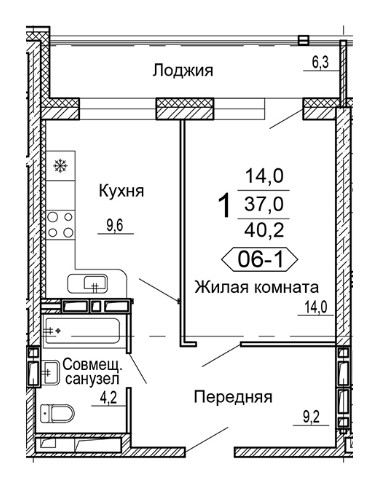 Лоджия
6,3
Кухня
9,6
1
14,0
37,0
40,2
06-1
Жилая комната
14,0
Совмещ.
санузел
4,2
Передняя
9,2